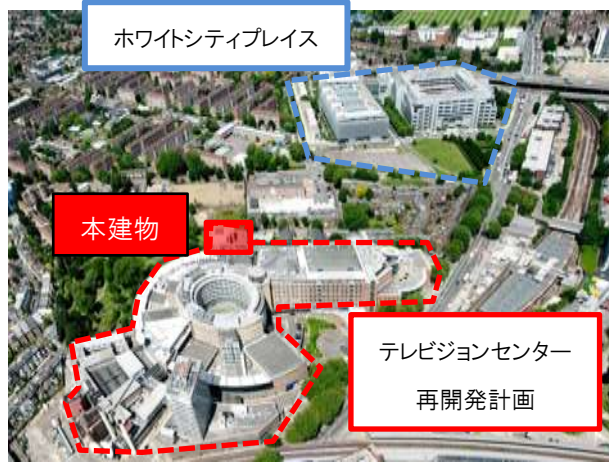 ホワイトシティプレイス
本建物
テレビジョンセンター
再開発計画